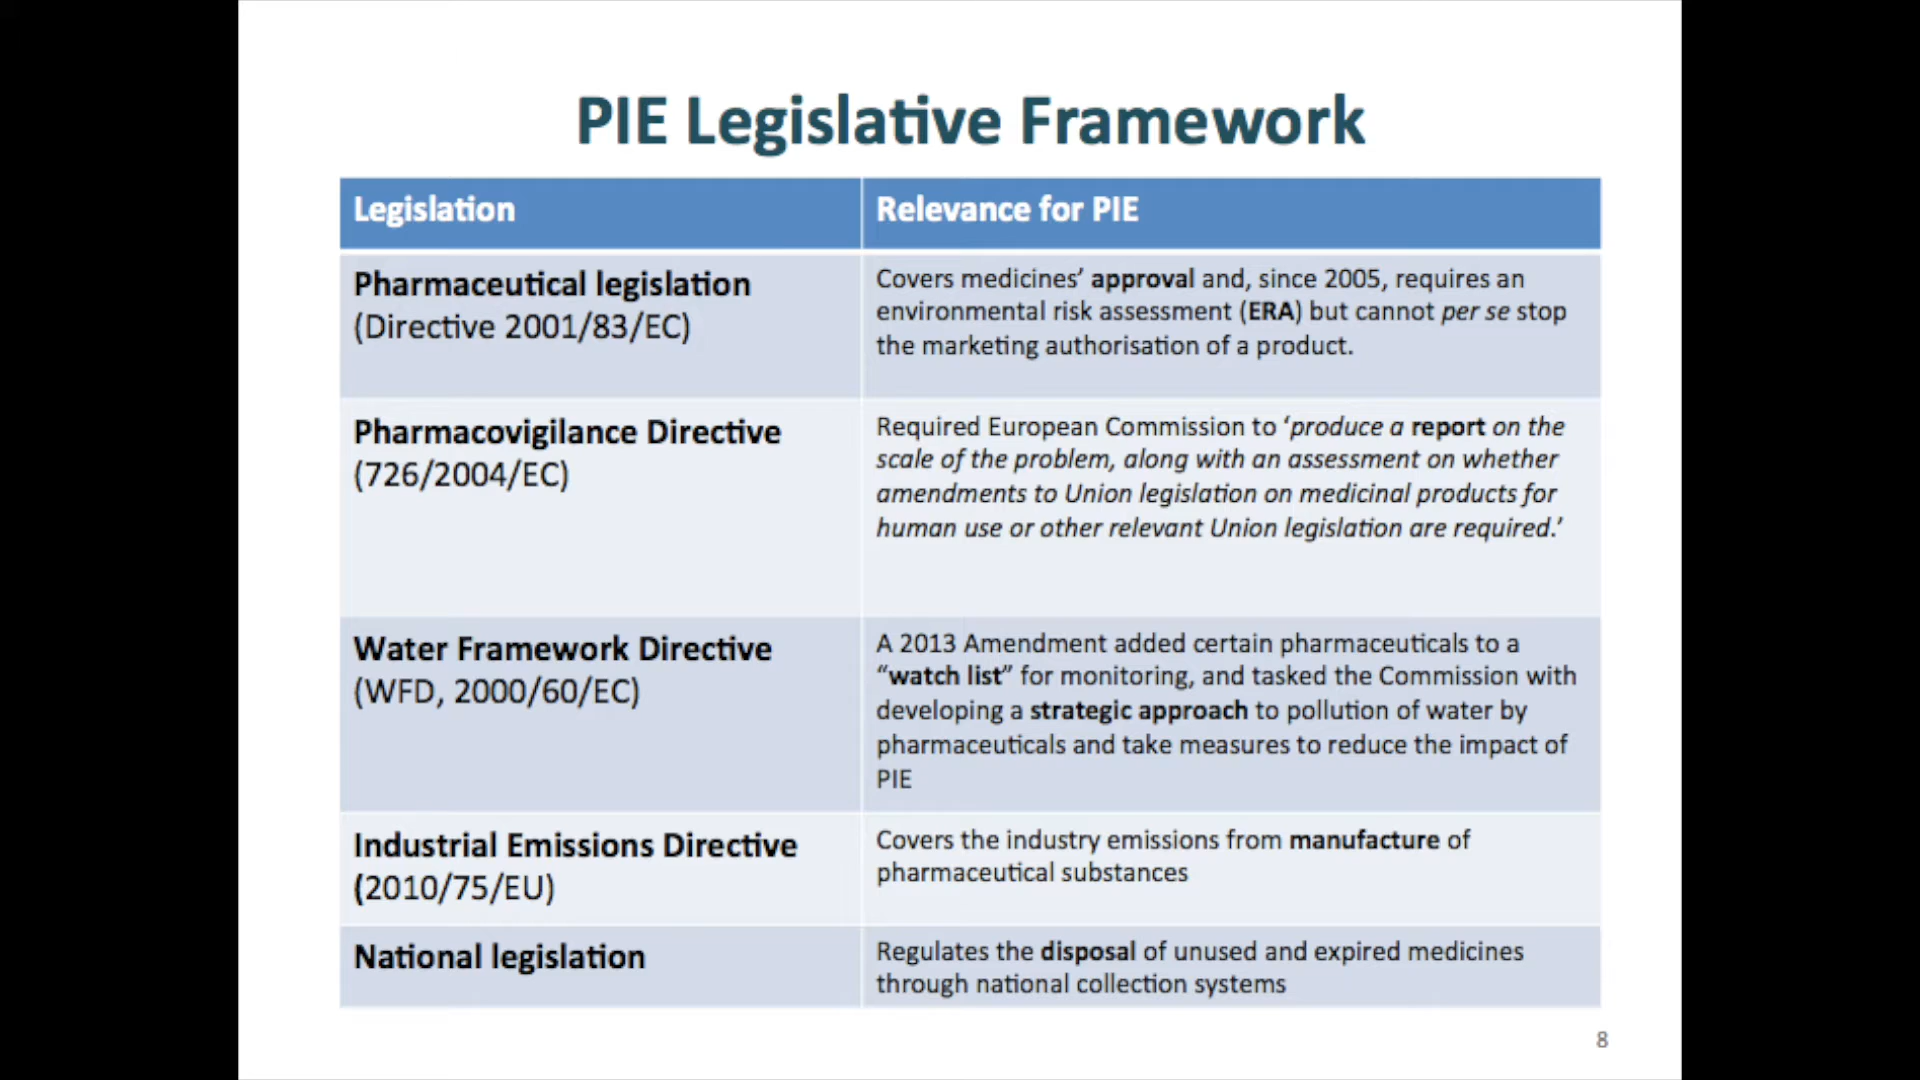 PIE Legislative Framework
Legislation
Relevance for PIE
Pharmaceutical legislation
(Directive 2001/83/EC)
Covers medicines’ approval and, since 2005, requires an
environmental risk assessment (ERA) but cannot per se stop
the marketing authorisation of a product.
Pharmacovigilance Directive
(726/2004/EC)
Required European Commission to ‘produce a report on the
scale of the problem, along with an assessment on whether
amendments to Union legislation on medicinal products for
human use or other relevant Union legislation are required.’
Water Framework Directive
(WFD, 2000/60/EC)
A 2013 Amendment added certain pharmaceuticals to a
“watch list” for monitoring, and tasked the Commission with
developing a strategic approach to pollution of water by
pharmaceuticals and take measures to reduce the impact of
PIE
Industrial Emissions Directive
(2010/75/EU)
Covers the industry emissions from manufacture of
pharmaceutical substances
National legislation
Regulates the disposal of unused and expired medicines
through national collection systems
8